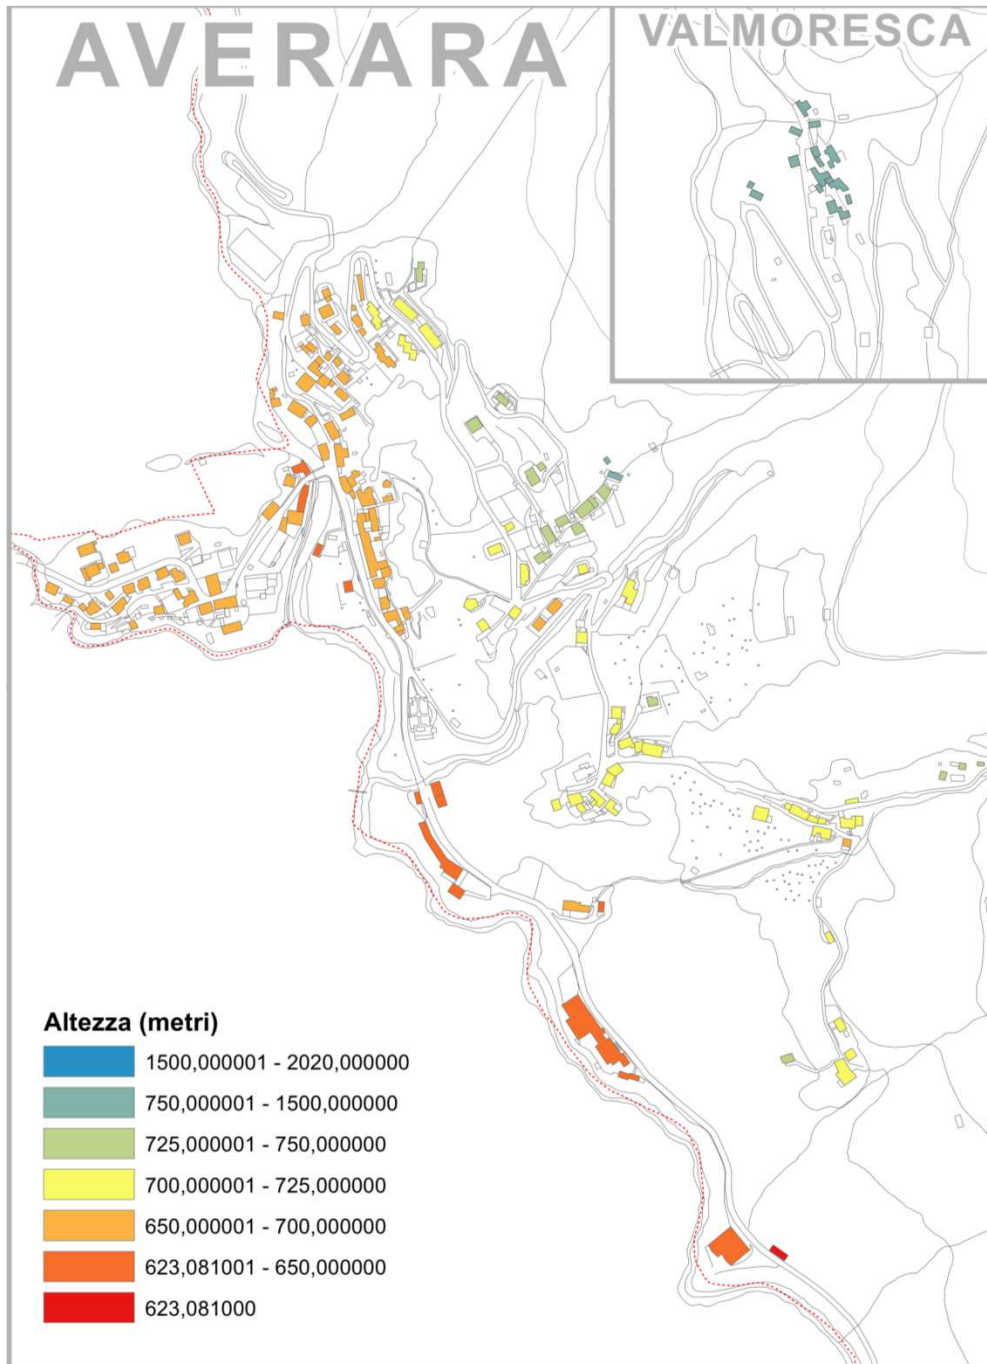 AVERARA
VALMORESCA
Altezza (metri)
1500,000001 - 2020,000000
750,000001 - 1500,000000
725,000001 - 750,000000
700,000001 - 725,000000
650,000001 - 700,000000
623,081001 - 650,000000
623,081000